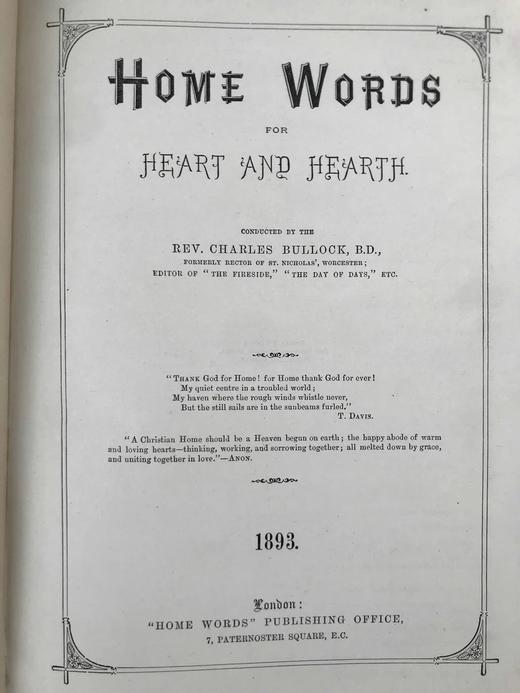 HOME WORDS
FOR
HEART AND HEARTH.
CONDUCTED BY THE
REV. CHARLES BULLOCK, B.D.,
FORMERLY RECTOR OF ST. NICHOLAS', WORCESTER;
EDITOR OF "THE FIRESIDE," "THE DAY OF DAYS," ETC.
"THANK God for Home! for Home thank God for ever!
My quiet centre in a troubled world;
My haven where the rough winds whistle never,
But the still sails are in the sunbeams furled."
T. DAVIS.
"A Christian Home should be a Heaven begun on earth; the happy abode of warm
and loving hearts—thinking, working, and sorrowing together; all melted down by grace,
and uniting together in love."—ANON.
1893.
London:
"HOME WORDS" PUBLISHING OFFICE,
7, PATERNOSTER SQUARE, E.C.